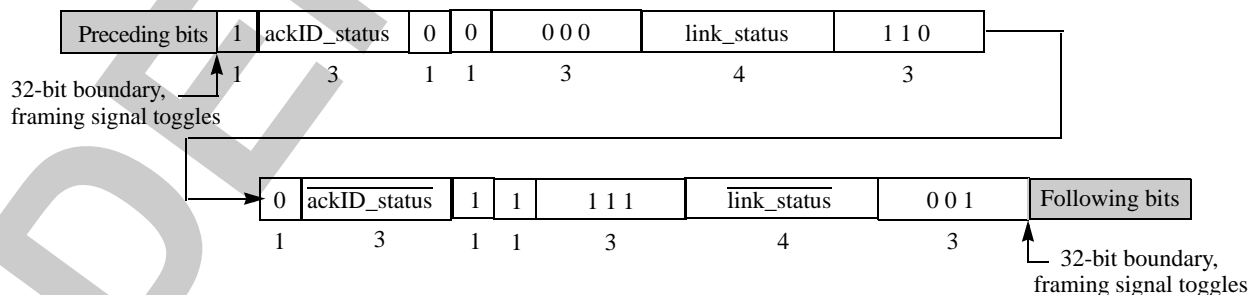 Preceding bits 1 ackID_status 0 0 0 0 0 link_status 1 1 0
1 3 1 1 3 4 3
32-bit boundary,
framing signal toggles
0 ackID_status 1 1 1 1 1 link_status 0 0 1 Following bits
1 3 1 1 3 4 3
32-bit boundary,
framing signal toggles